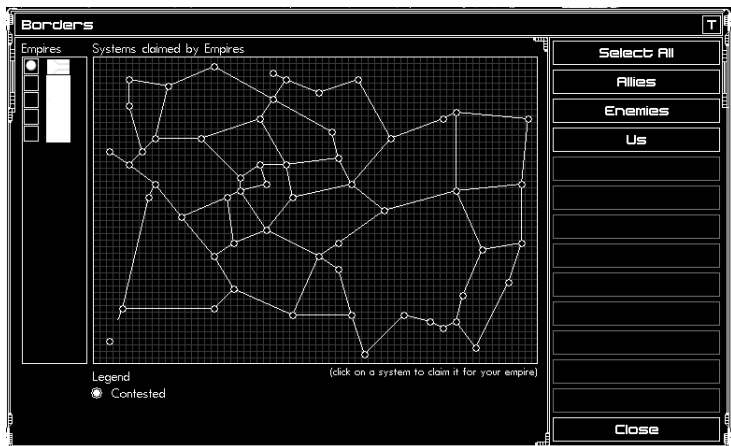 Borders
T
Empires
Systems claimed by Empires
Select All
Allies
Enemies
Us
(click on a system to claim it for your empire)
Legend
Contested
Close